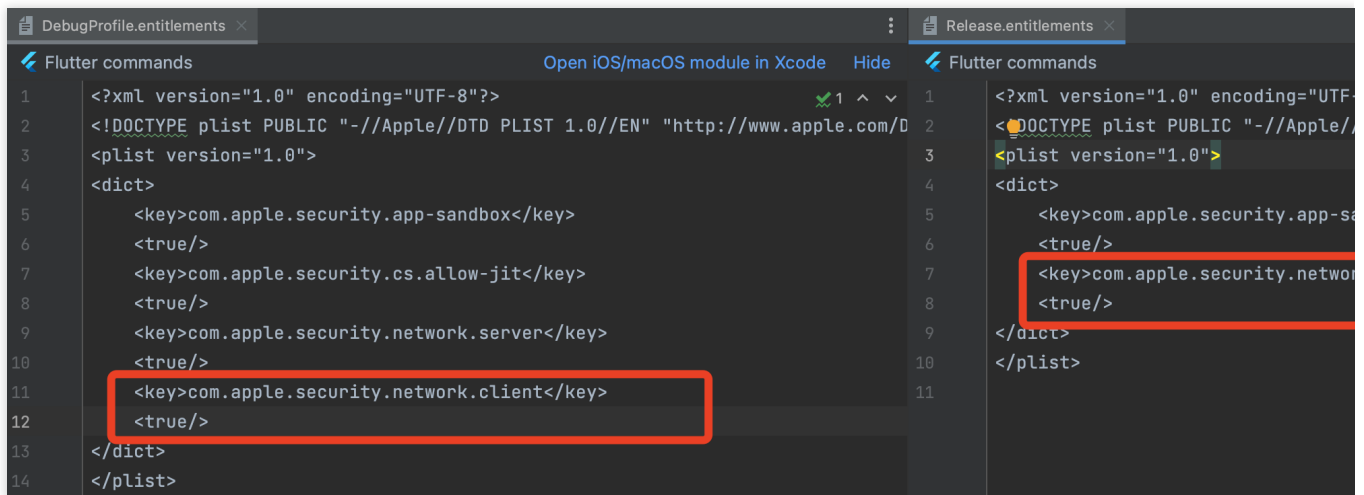 DebugProfile.entitlements
Flutter commands Open iOS/macOS module in Xcode Hide
1 <?xml version="1.0" encoding="UTF-8"?> 1
2 <!DOCTYPE plist PUBLIC "-//Apple//DTD PLIST 1.0//EN" "http://www.apple.com/D
3 <plist version="1.0">
4 <dict>
5 <key>com.apple.security.app-sandbox</key>
6 <true/>
7 <key>com.apple.security.cs.allow-jit</key>
8 <true/>
9 <key>com.apple.security.network.server</key>
10 <true/>
11 <key>com.apple.security.network.client</key>
12 <true/>
13 </dict>
14 </plist>
Release.entitlements
Flutter commands
1 <?xml version="1.0" encoding="UTF-
2 <!DOCTYPE plist PUBLIC "-//Apple//
3 <plist version="1.0">
4 <dict>
5 <key>com.apple.security.app-sa
6 <true/>
7 <key>com.apple.security.networ
8 <true/>
9 </dict>
10 </plist>
11